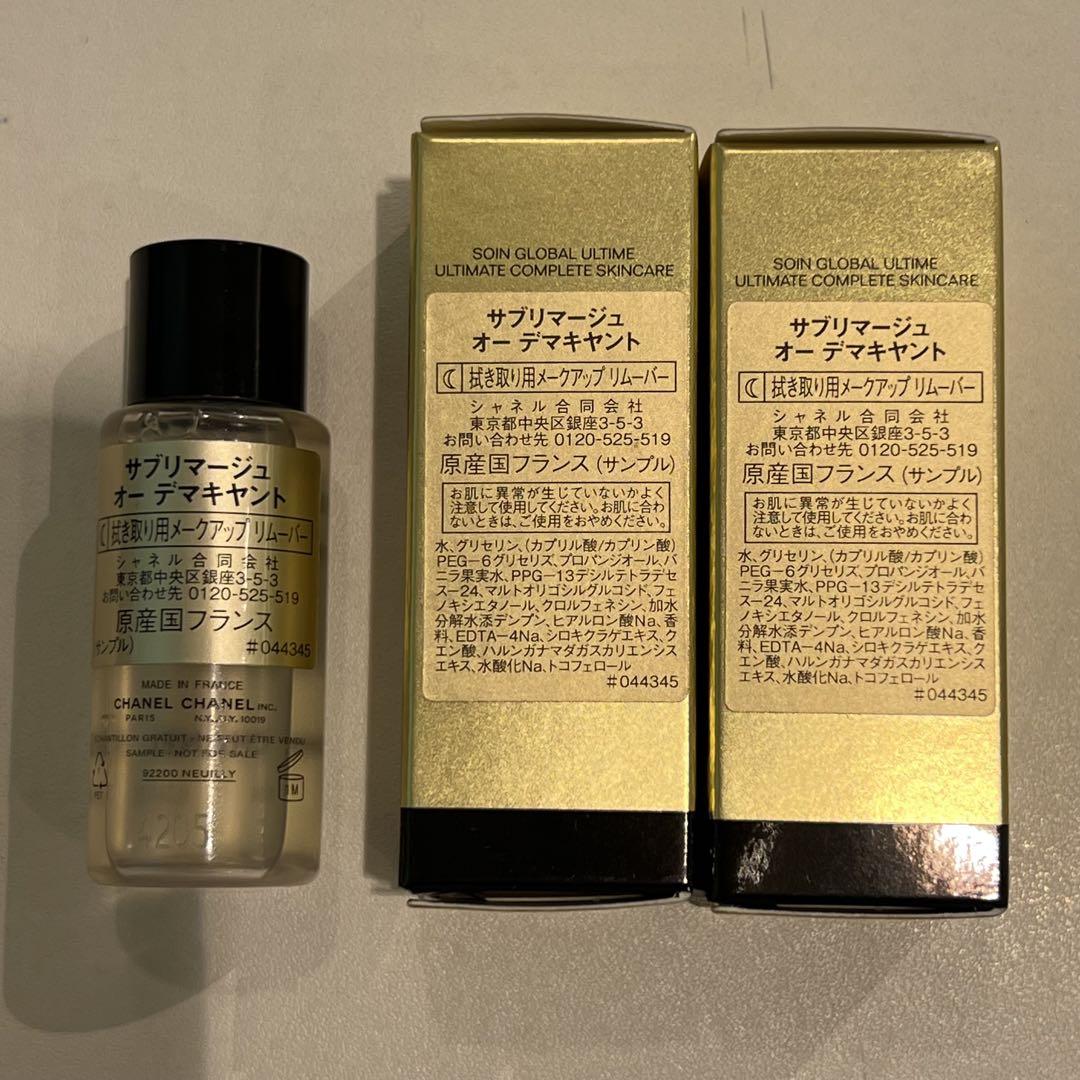 サブリマージュ
オー デマキヤント
拭き取り用メークアップ リムーバー
シャネル合同会社
東京都中央区銀座3-5-3
お問い合わせ先 0120-525-519
原産国フランス
サンプル)
#044345
MADE IN FRANCE
CHANEL CHANEL INC.
PARIS N.Y. N.Y. 10019
ÉCHANTILLON GRATUIT - NE PEUT ÊTRE VENDU
SAMPLE - NOT FOR SALE
92200 NEUILLY
PET
1M
4205
SOIN GLOBAL ULTIME
ULTIMATE COMPLETE SKINCARE
サブリマージュ
オー デマキヤント
拭き取り用メークアップ リムーバー
シャネル合同会社
東京都中央区銀座3-5-3
お問い合わせ先 0120-525-519
原産国フランス (サンプル)
お肌に異常が生じていないかよく
注意して使用してください。お肌に合わ
ないときは、ご使用をおやめください。
水、グリセリン、(カプリル酸/カプリン酸)
PEG-6グリセリズ、プロパンジオール、バ
ニラ果実水、PPG-13デシルテトラデセ
ス-24、マルトオリゴシルグルコシド、フェ
ノキシエタノール、クロルフェネシン、加水
分解水添デンプン、ヒアルロン酸Na、香
料、EDTA-4Na、シロキクラゲエキス、ク
エン酸、ハルンガナマダガスカリエンシス
エキス、水酸化Na、トコフェロール
#044345
SOIN GLOBAL ULTIME
ULTIMATE COMPLETE SKINCARE
サブリマージュ
オー デマキヤント
拭き取り用メークアップ リムーバー
シャネル合同会社
東京都中央区銀座3-5-3
お問い合わせ先 0120-525-519
原産国フランス (サンプル)
お肌に異常が生じていないかよく
注意して使用してください。お肌に合わ
ないときは、ご使用をおやめください。
水、グリセリン、(カプリル酸/カプリン酸)
PEG-6グリセリズ、プロパンジオール、バ
ニラ果実水、PPG-13デシルテトラデセ
ス-24、マルトオリゴシルグルコシド、フェ
ノキシエタノール、クロルフェネシン、加水
分解水添デンプン、ヒアルロン酸Na、香
料、EDTA-4Na、シロキクラゲエキス、ク
エン酸、ハルンガナマダガスカリエンシス
エキス、水酸化Na、トコフェロール
#044345